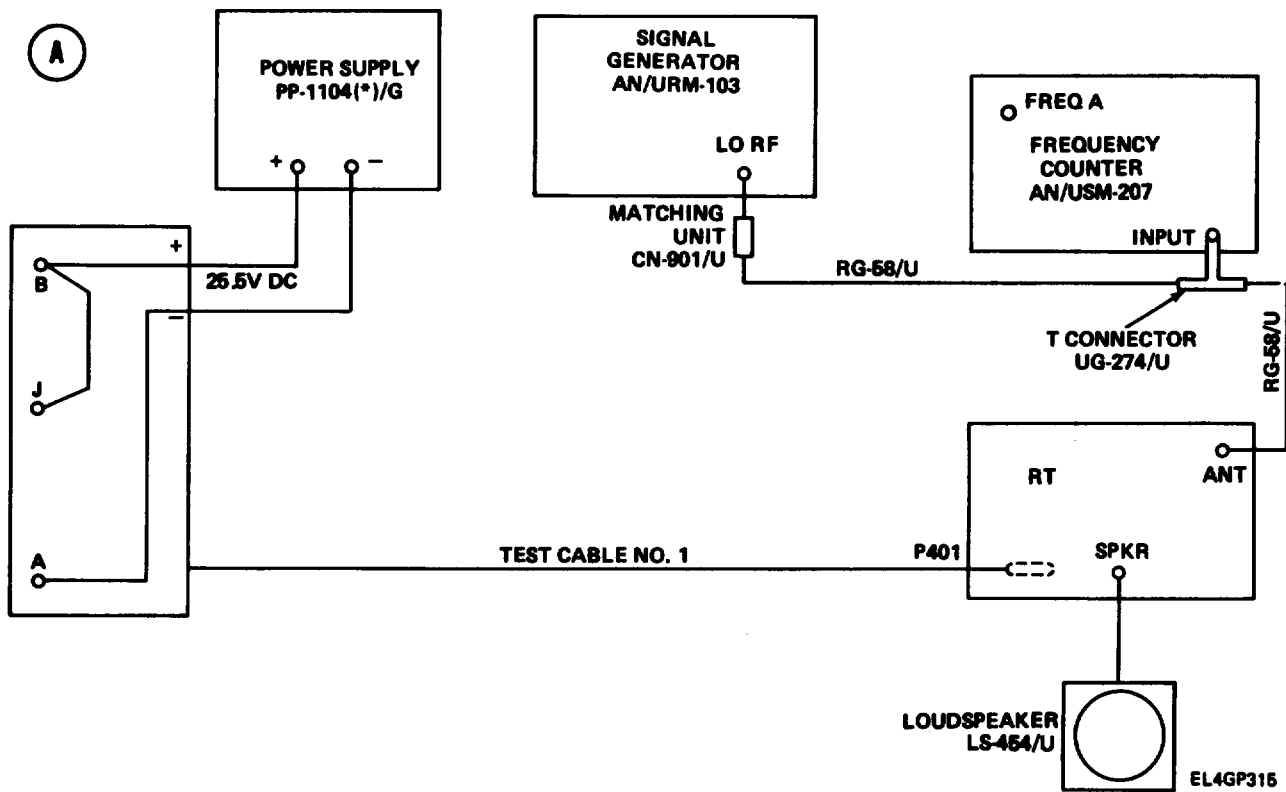 A
POWER SUPPLY
PP-1104(*)/G
+
−
SIGNAL
GENERATOR
AN/URM-103
LO RF
FREQ A
FREQUENCY
COUNTER
AN/USM-207
INPUT
MATCHING
UNIT
CN-901/U
RG-58/U
T CONNECTOR
UG-274/U
RG-58/U
+
B
25.5V DC
−
J
A
TEST CABLE NO. 1
P401
RT
ANT
SPKR
LOUDSPEAKER
LS-454/U
EL4GP315